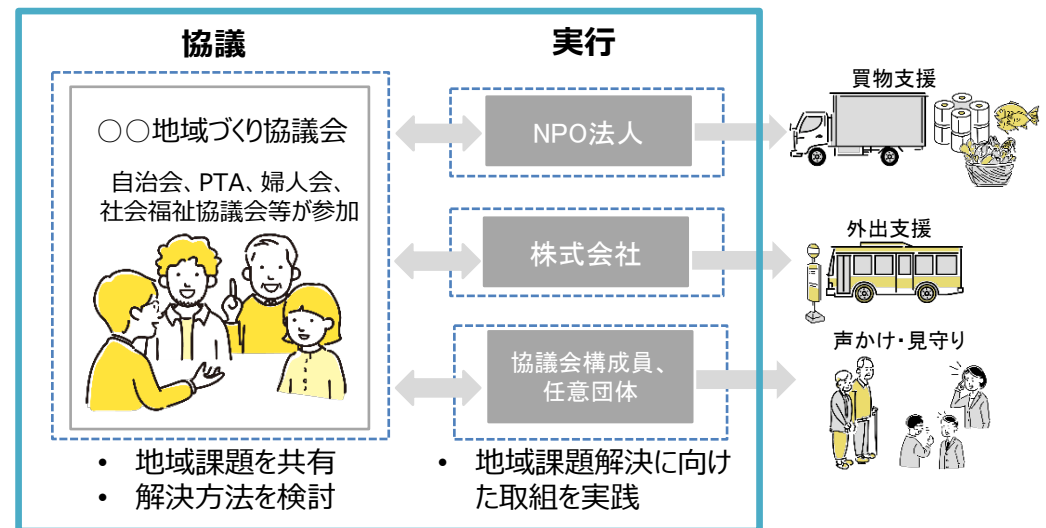 協議
○○地域づくり協議会
自治会、PTA、婦人会、
社会福祉協議会等が参加
• 地域課題を共有
• 解決方法を検討
実行
NPO法人
株式会社
協議会構成員、
任意団体
• 地域課題解決に向け
た取組を実践
買物支援
外出支援
声かけ・見守り